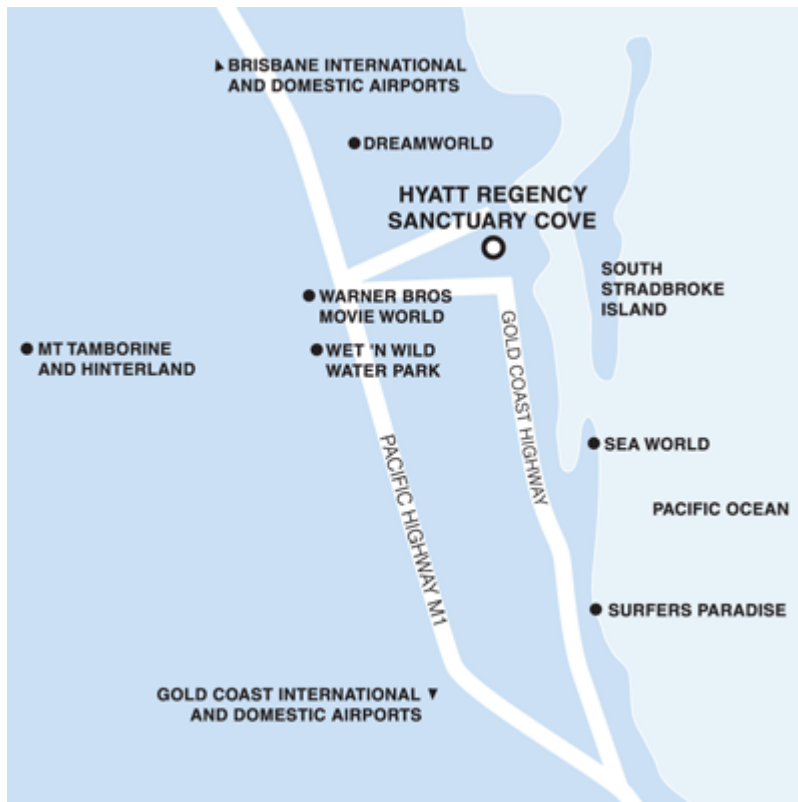 BRISBANE INTERNATIONAL
AND DOMESTIC AIRPORTS
DREAMWORLD
HYATT REGENCY
SANCTUARY COVE
SOUTH
STRADBROKE
ISLAND
WARNER BROS
MOVIE WORLD
GOLD COAST HIGHWAY
MT TAMBORINE
AND HINTERLAND
WET 'N WILD
WATER PARK
PACIFIC HIGHWAY M1
SEA WORLD
PACIFIC OCEAN
SURFERS PARADISE
GOLD COAST INTERNATIONAL
AND DOMESTIC AIRPORTS